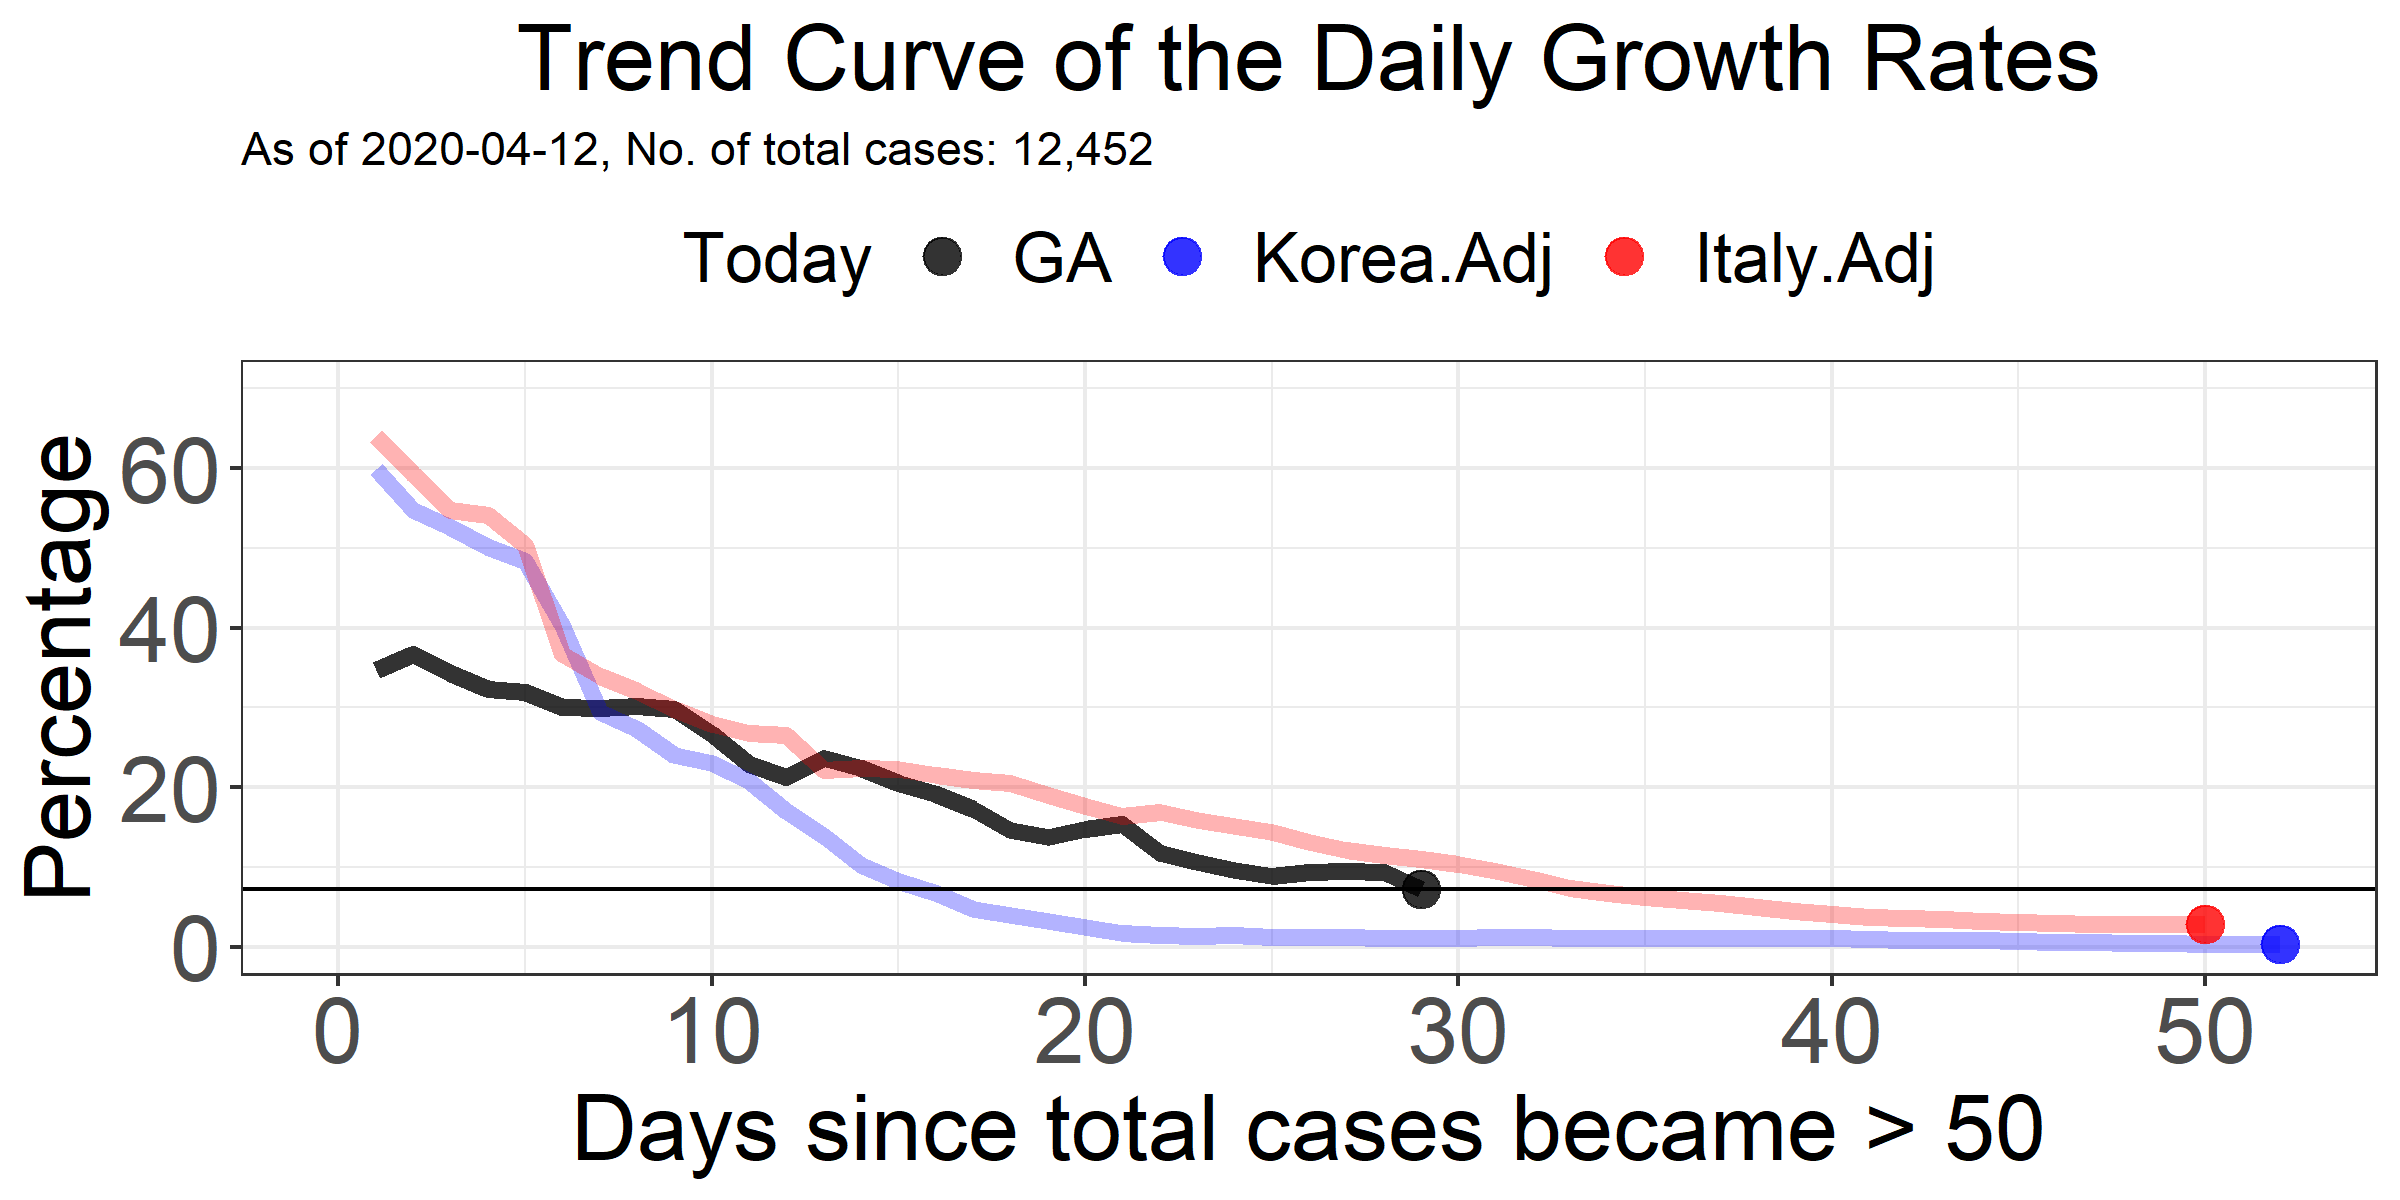 Trend Curve of the Daily Growth Rates
As of 2020-04-12, No. of total cases: 12,452
Today GA Korea.Adj Italy.Adj
Percentage
60
40
20
0
0 10 20 30 40 50
Days since total cases became > 50